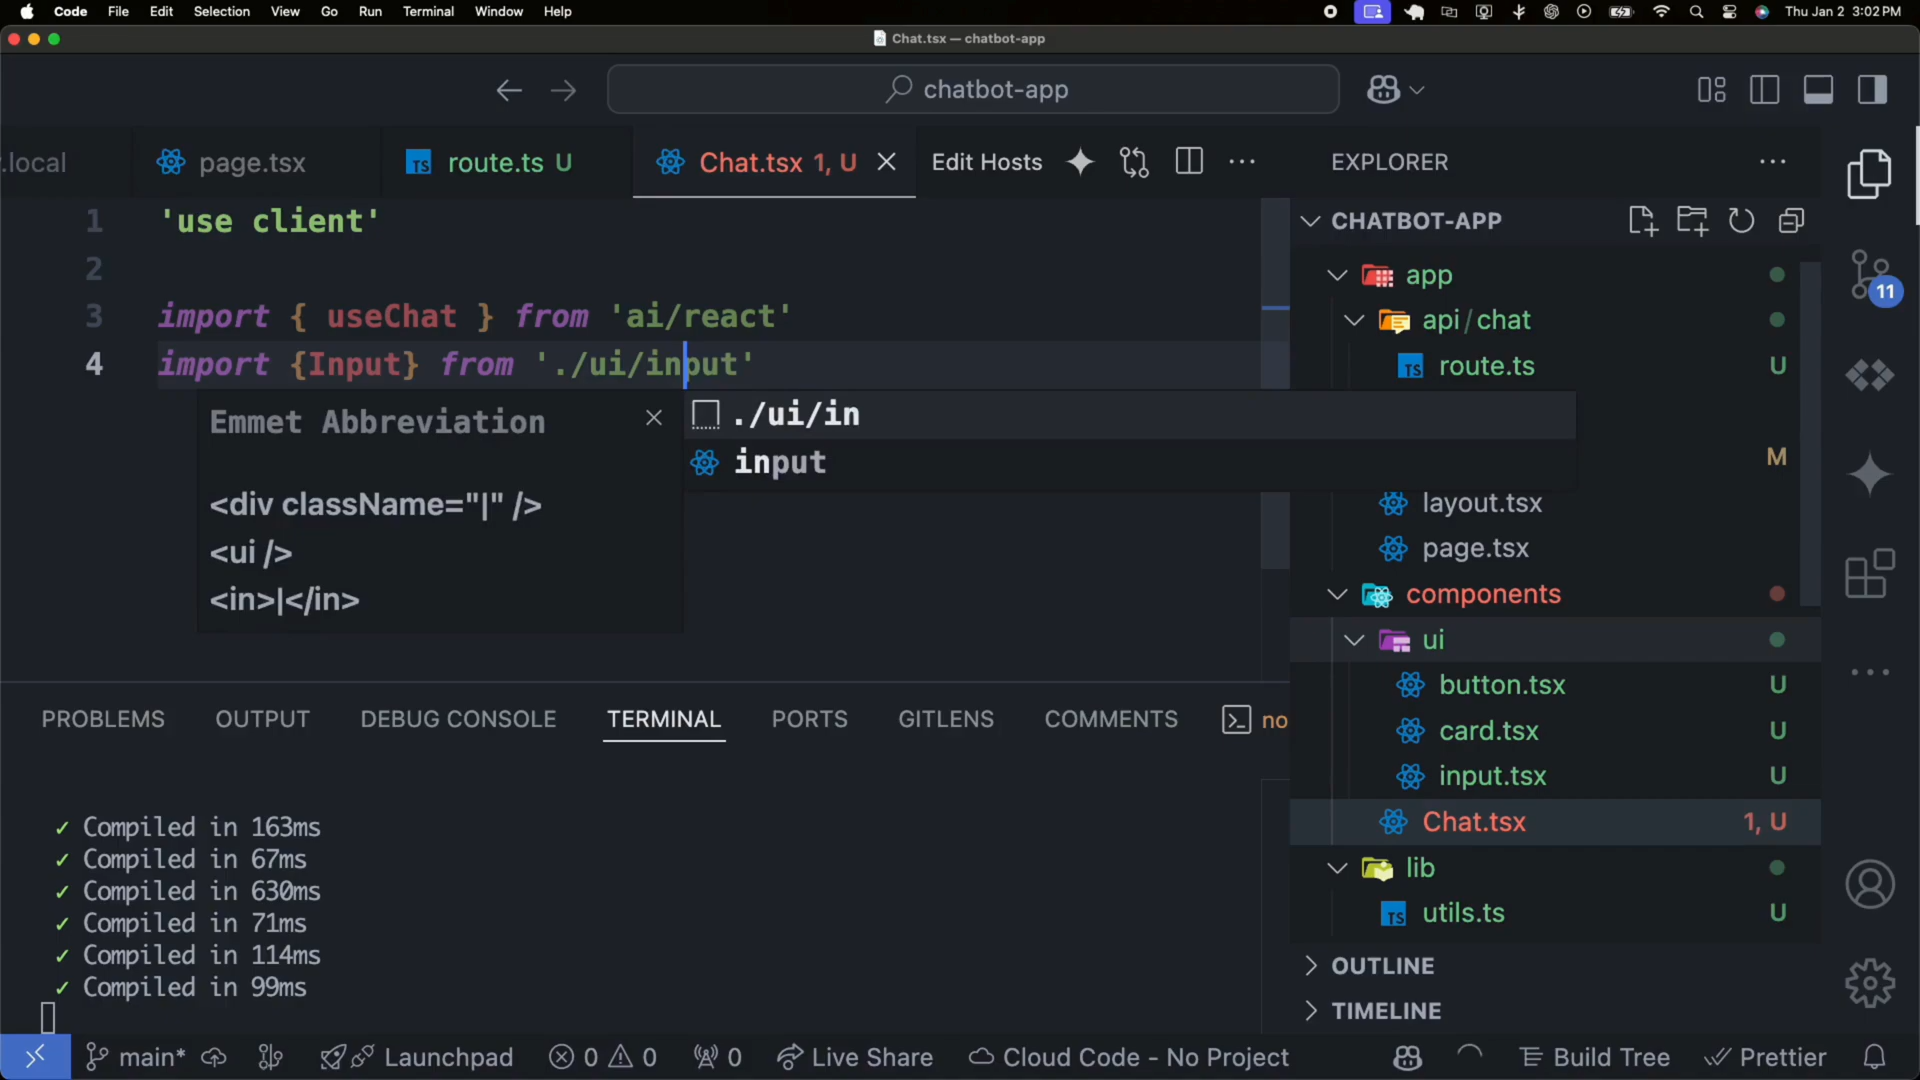 Code File Edit Selection View Go Run Terminal Window Help Thu Jan 2 3:02 PM
Chat.tsx — chatbot-app
chatbot-app
.local
page.tsx
route.ts U
Chat.tsx 1, U
Edit Hosts
1 'use client'
2
3 import { useChat } from 'ai/react'
4 import {Input} from './ui/input'
Emmet Abbreviation
<div className="|" />
<ui />
<in>|</in>
./ui/in
input
EXPLORER
CHATBOT-APP
app
api/chat
TS route.ts U
M
layout.tsx
page.tsx
components
ui
button.tsx U
card.tsx U
input.tsx U
Chat.tsx 1, U
lib
TS utils.ts U
OUTLINE
TIMELINE
11
PROBLEMS OUTPUT DEBUG CONSOLE TERMINAL PORTS GITLENS COMMENTS no
✓ Compiled in 163ms
✓ Compiled in 67ms
✓ Compiled in 630ms
✓ Compiled in 71ms
✓ Compiled in 114ms
✓ Compiled in 99ms
main* Launchpad 0 0 0 Live Share Cloud Code - No Project Build Tree Prettier